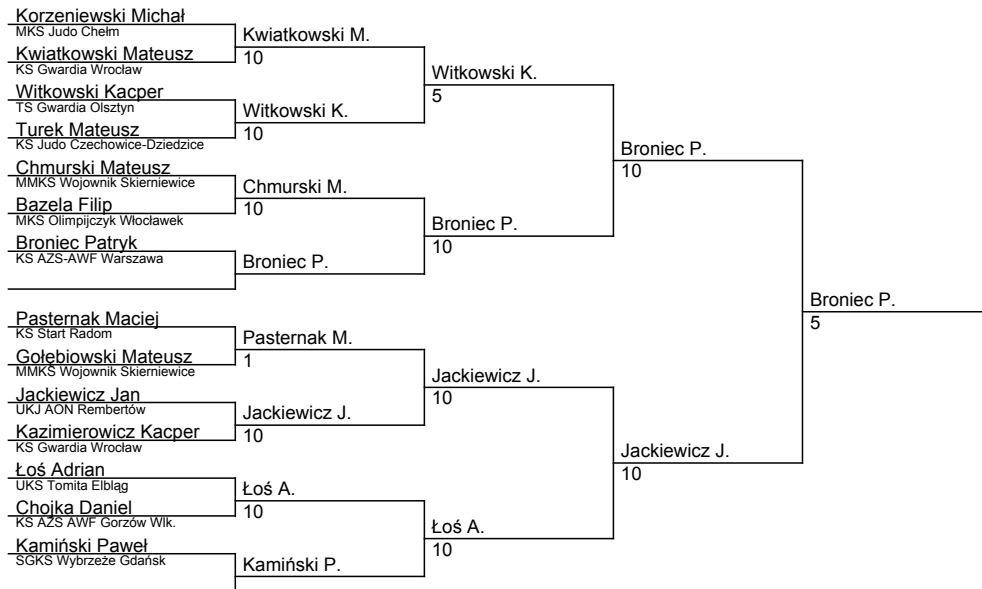 Korzeniewski Michał
MKS Judo Chełm
Kwiatkowski M.
10
Kwiatkowski Mateusz
KS Gwardia Wrocław
Witkowski K.
5
Witkowski Kacper
TS Gwardia Olsztyn
Witkowski K.
10
Turek Mateusz
KS Judo Czechowice-Dziedzice
Broniec P.
10
Chmurski Mateusz
MMKS Wojownik Skierniewice
Chmurski M.
10
Bazela Filip
MKS Olimpijczyk Włocławek
Broniec P.
10
Broniec Patryk
KS AZS-AWF Warszawa
Broniec P.
Broniec P.
5
Pasternak Maciej
KS Start Radom
Pasternak M.
1
Gołębiowski Mateusz
MMKS Wojownik Skierniewice
Jackiewicz J.
10
Jackiewicz Jan
UKJ AON Rembertów
Jackiewicz J.
10
Kazimierowicz Kacper
KS Gwardia Wrocław
Jackiewicz J.
10
Łoś Adrian
UKS Tomita Elbląg
Łoś A.
10
Chojka Daniel
KS AZS AWF Gorzów Wlk.
Łoś A.
10
Kamiński Paweł
SGKS Wybrzeże Gdańsk
Kamiński P.